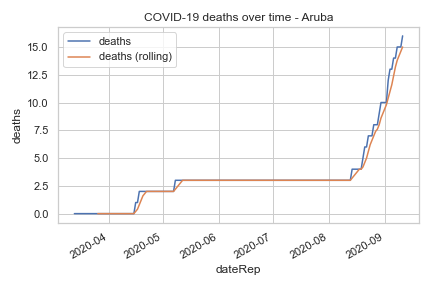 COVID-19 deaths over time - Aruba
deaths
deaths (rolling)
15.0
12.5
10.0
7.5
5.0
2.5
0.0
deaths
2020-04
2020-05
2020-06
2020-07
2020-08
2020-09
dateRep